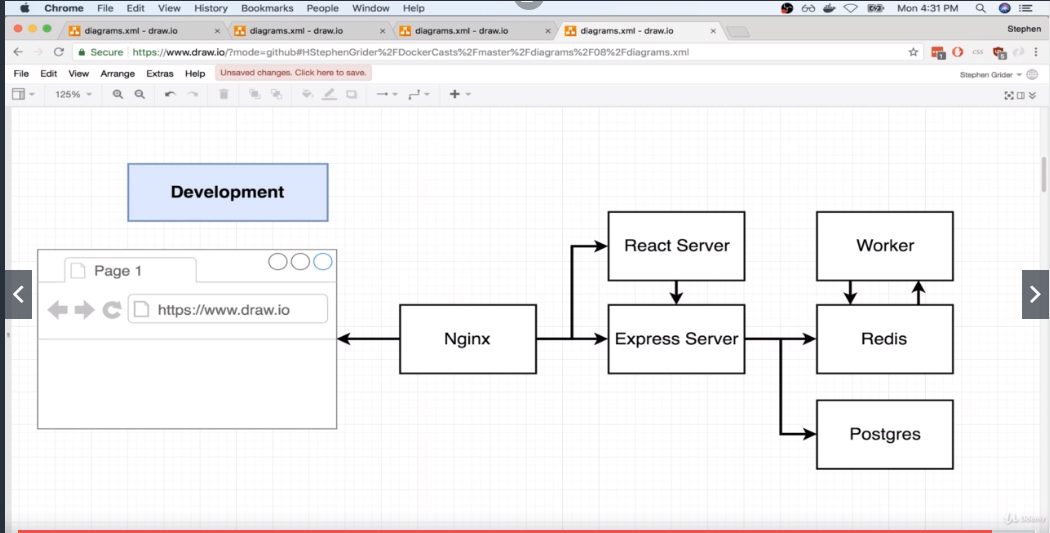 Chrome File Edit View History Bookmarks People Window Help Mon 4:31 PM
diagrams.xml - draw.io × diagrams.xml - draw.io × diagrams.xml - draw.io × diagrams.xml - draw.io × Stephen
Secure https://www.draw.io/?mode=github#HStephenGrider%2FDockerCasts%2Fmaster%2Fdiagrams%2F08%2Fdiagrams.xml
File Edit View Arrange Extras Help Unsaved changes. Click here to save. Stephen Grider
125%
Development
React Server Worker
Page 1
https://www.draw.io
Nginx Express Server Redis
Postgres
Udemy